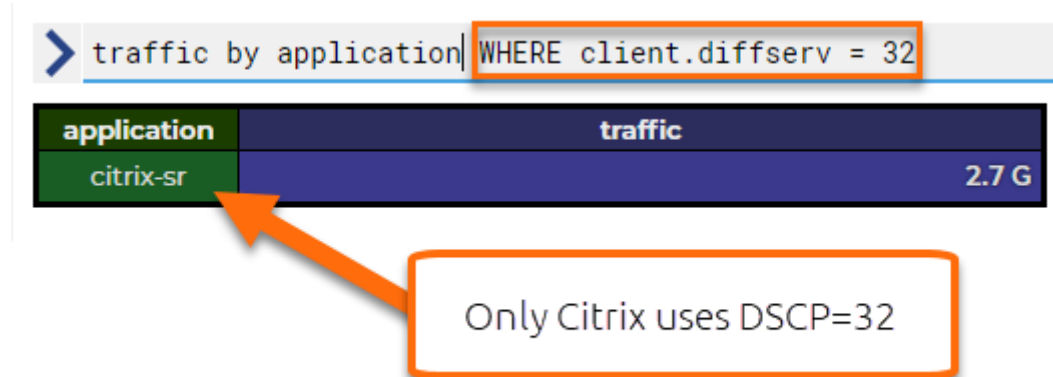 traffic by application WHERE client.diffserv = 32
application traffic
citrix-sr 2.7 G
Only Citrix uses DSCP=32